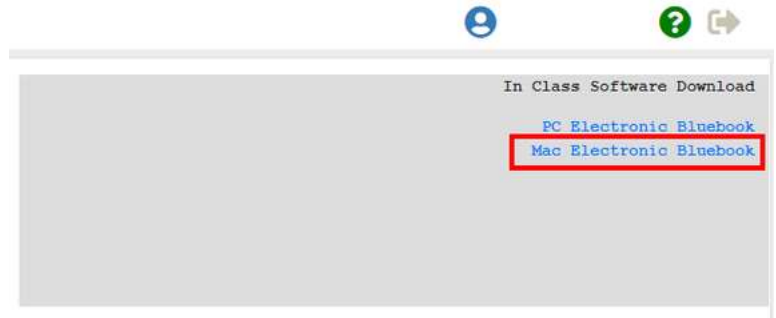 In Class Software Download
PC Electronic Bluebook
Mac Electronic Bluebook